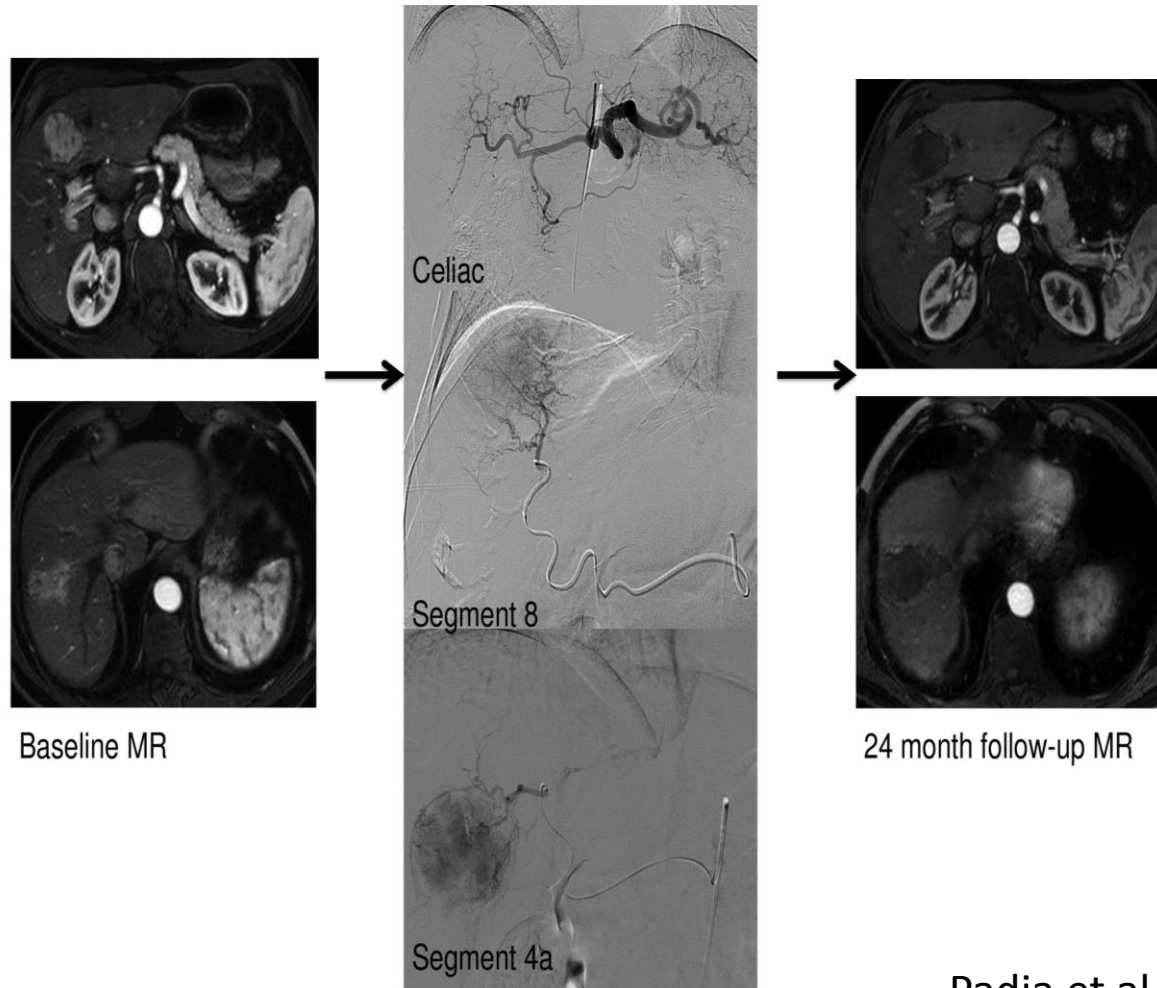 Celiac
Segment 8
Segment 4a
Baseline MR
24 month follow-up MR
Padia et al